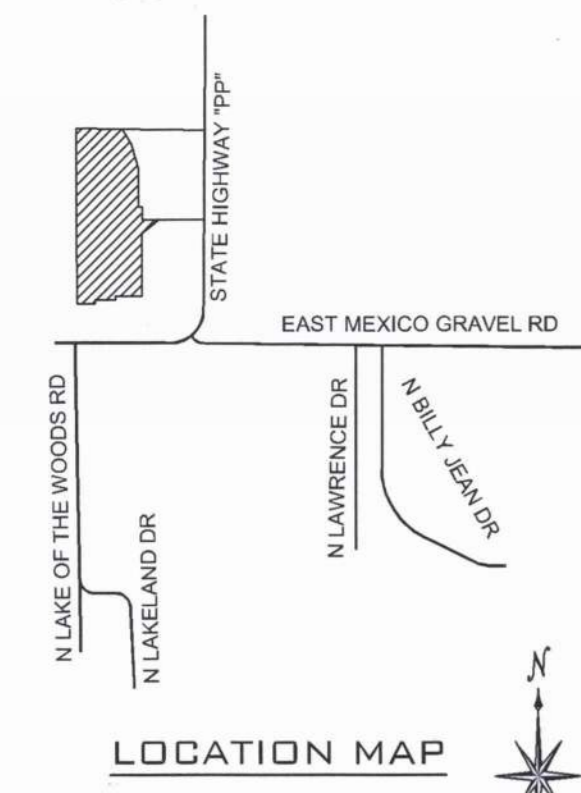 STATE HIGHWAY "PP"
EAST MEXICO GRAVEL RD
N LAKE OF THE WOODS RD
N LAKELAND DR
N LAWRENCE DR
N BILLY JEAN DR
N
LOCATION MAP